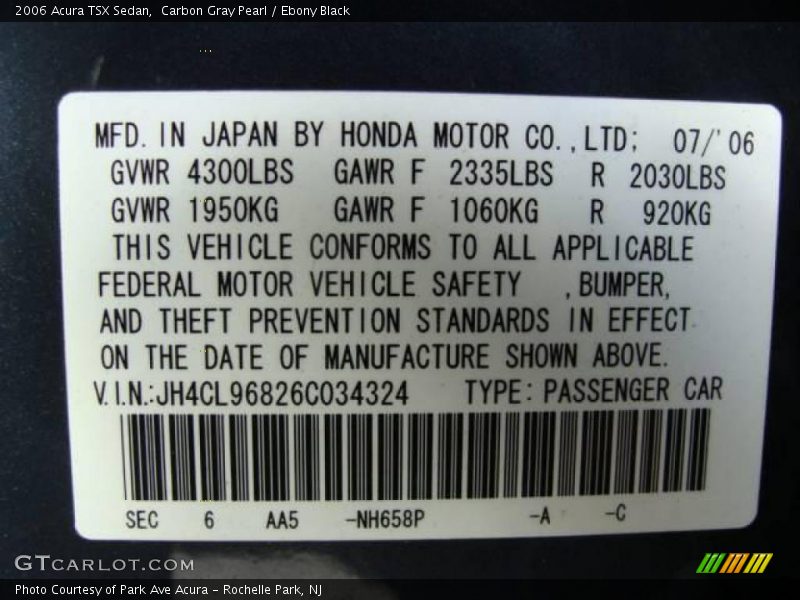 2006 Acura TSX Sedan,  Carbon Gray Pearl / Ebony Black
MFD. IN JAPAN BY HONDA MOTOR CO.,LTD; 07/'06
GVWR 4300LBS GAWR F 2335LBS R 2030LBS
GVWR 1950KG GAWR F 1060KG R 920KG
THIS VEHICLE CONFORMS TO ALL APPLICABLE
FEDERAL MOTOR VEHICLE SAFETY ,BUMPER,
AND THEFT PREVENTION STANDARDS IN EFFECT
ON THE DATE OF MANUFACTURE SHOWN ABOVE.
V.I.N.:JH4CL96826C034324 TYPE: PASSENGER CAR
SEC 6 AA5 -NH658P -A -C
GTCARLOT.COM
Photo Courtesy of Park Ave Acura - Rochelle Park, NJ